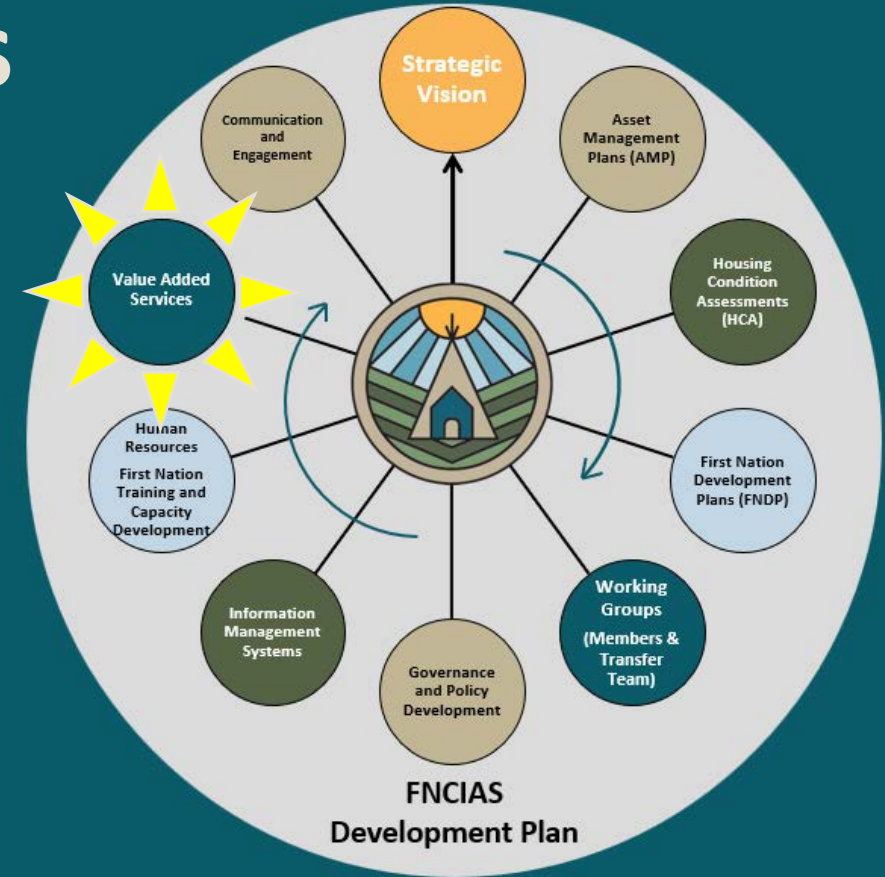 S
Strategic
Vision
Asset
Management
Plans (AMP)
Housing
Condition
Assessments
(HCA)
First Nation
Development
Plans (FNDP)
Working
Groups
(Members &
Transfer
Team)
Governance
and Policy
Development
Information
Management
Systems
Human
Resources
First Nation
Training and
Capacity
Development
Value Added
Services
Communication
and
Engagement
FNCIAS
Development Plan